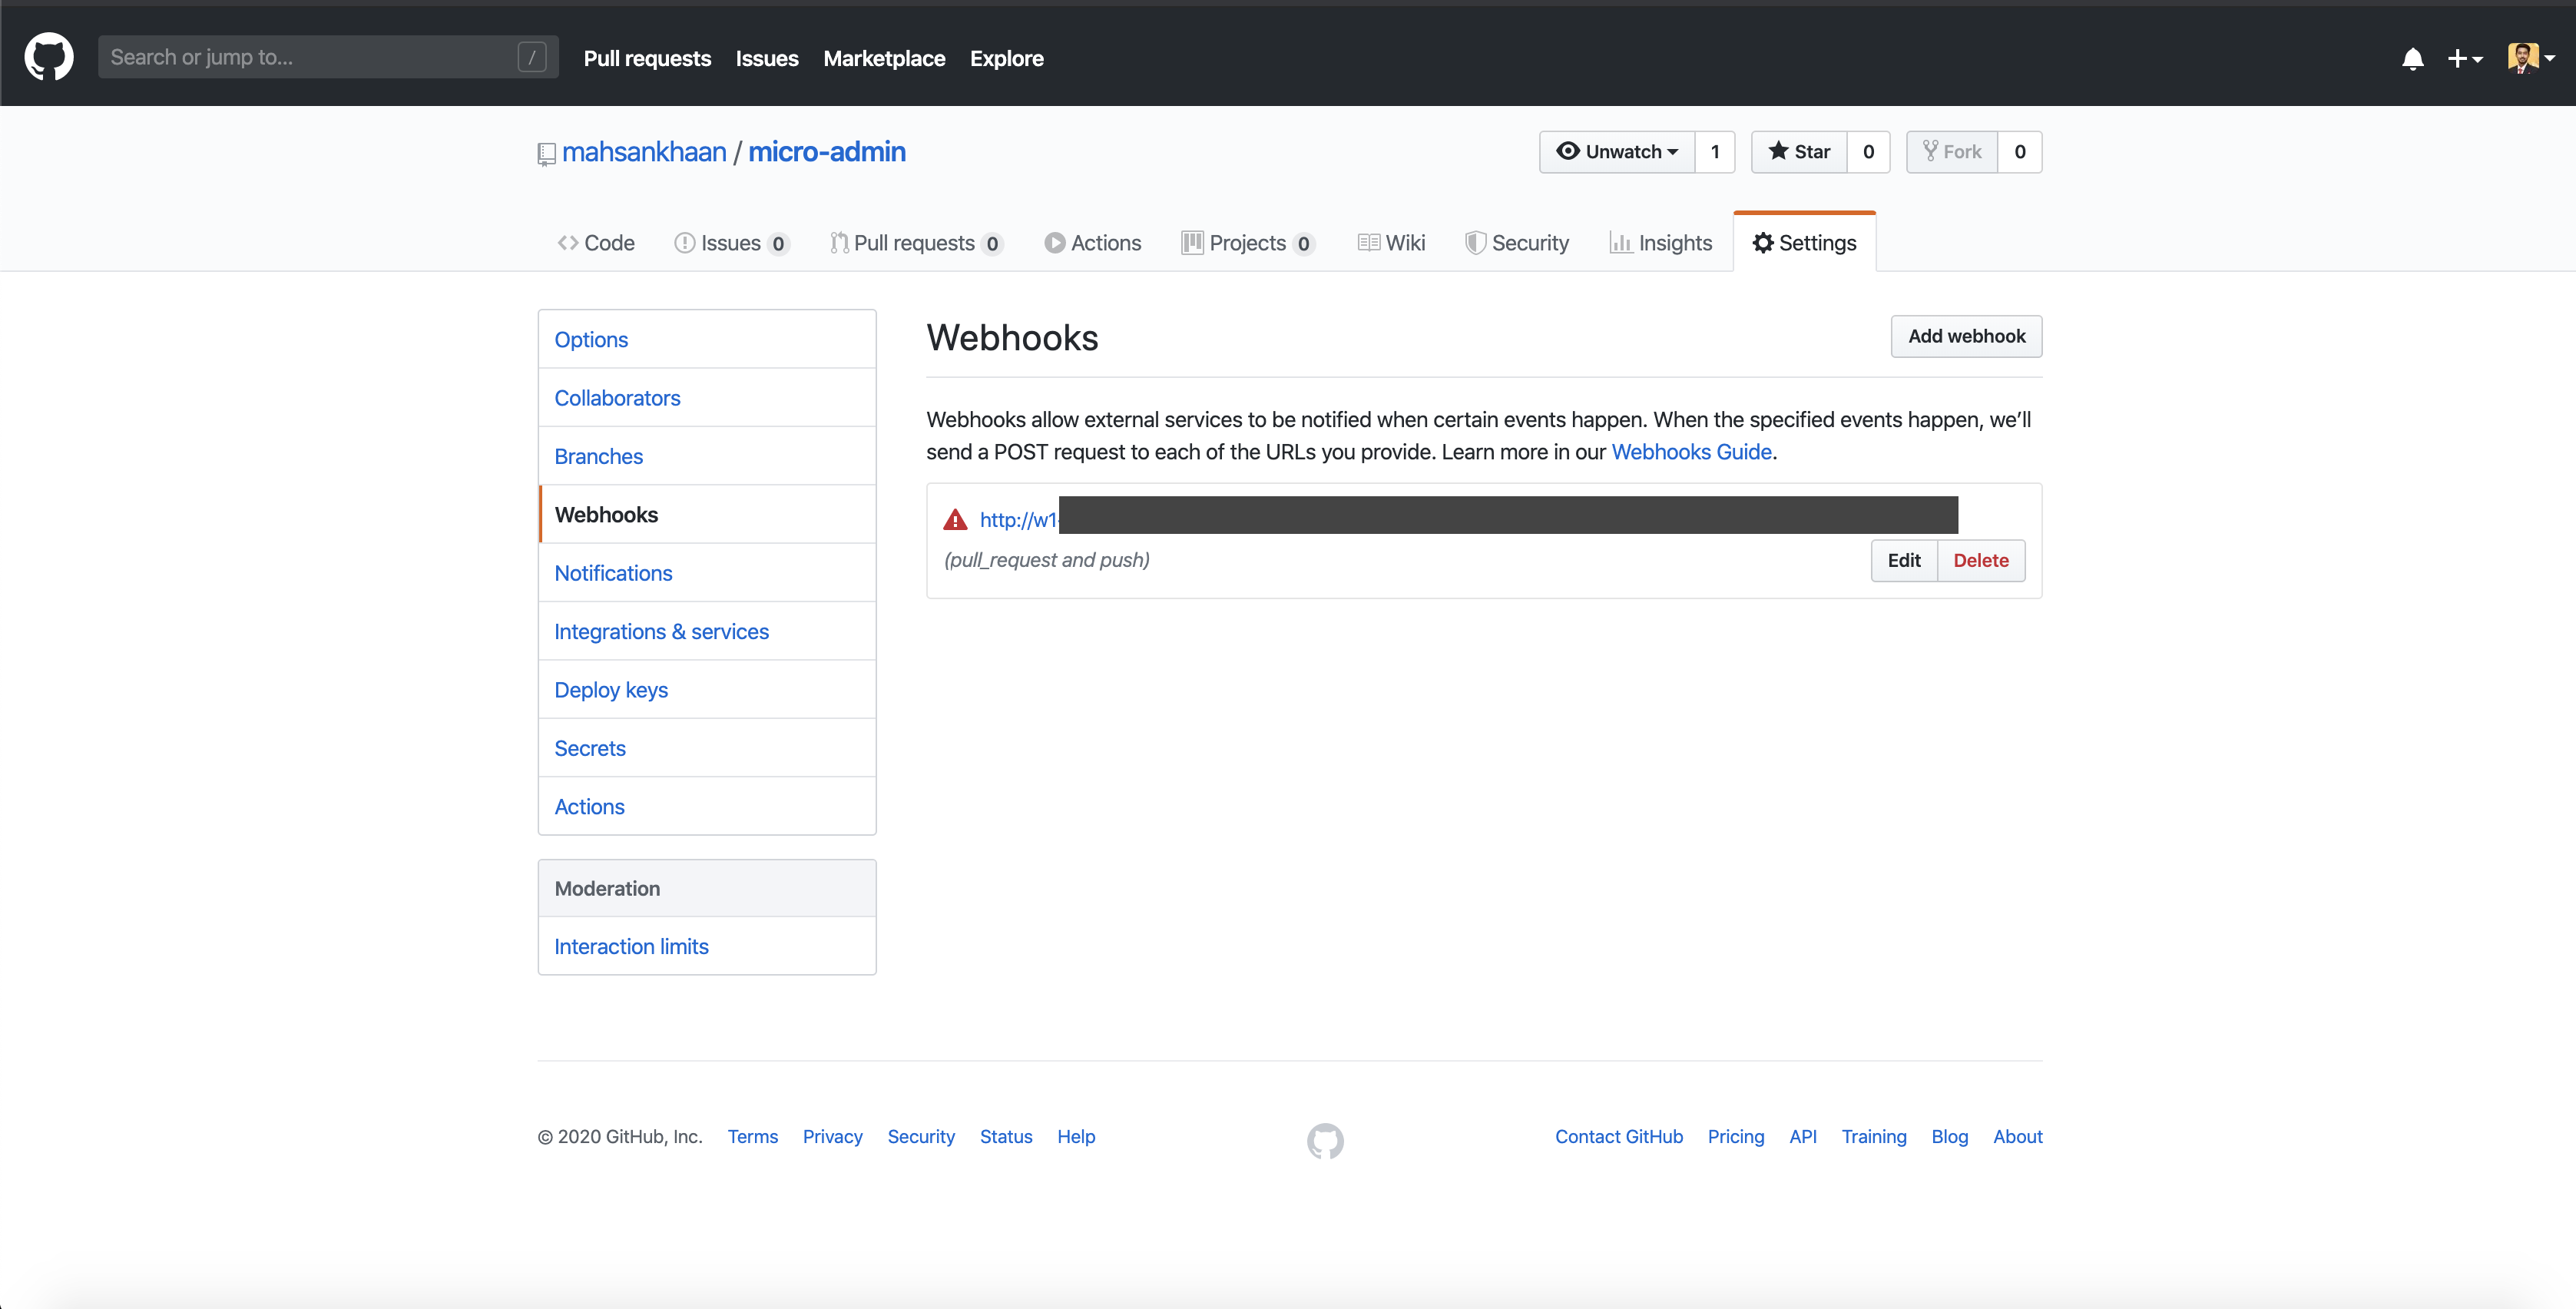 Search or jump to... / Pull requests Issues Marketplace Explore
mahsankhaan / micro-admin Unwatch 1 Star 0 Fork 0
Code Issues 0 Pull requests 0 Actions Projects 0 Wiki Security Insights Settings
Options
Collaborators
Branches
Webhooks
Notifications
Integrations & services
Deploy keys
Secrets
Actions
Moderation
Interaction limits
Webhooks Add webhook
Webhooks allow external services to be notified when certain events happen. When the specified events happen, we’ll
send a POST request to each of the URLs you provide. Learn more in our Webhooks Guide.
http://w1
(pull_request and push) Edit Delete
© 2020 GitHub, Inc. Terms Privacy Security Status Help Contact GitHub Pricing API Training Blog About